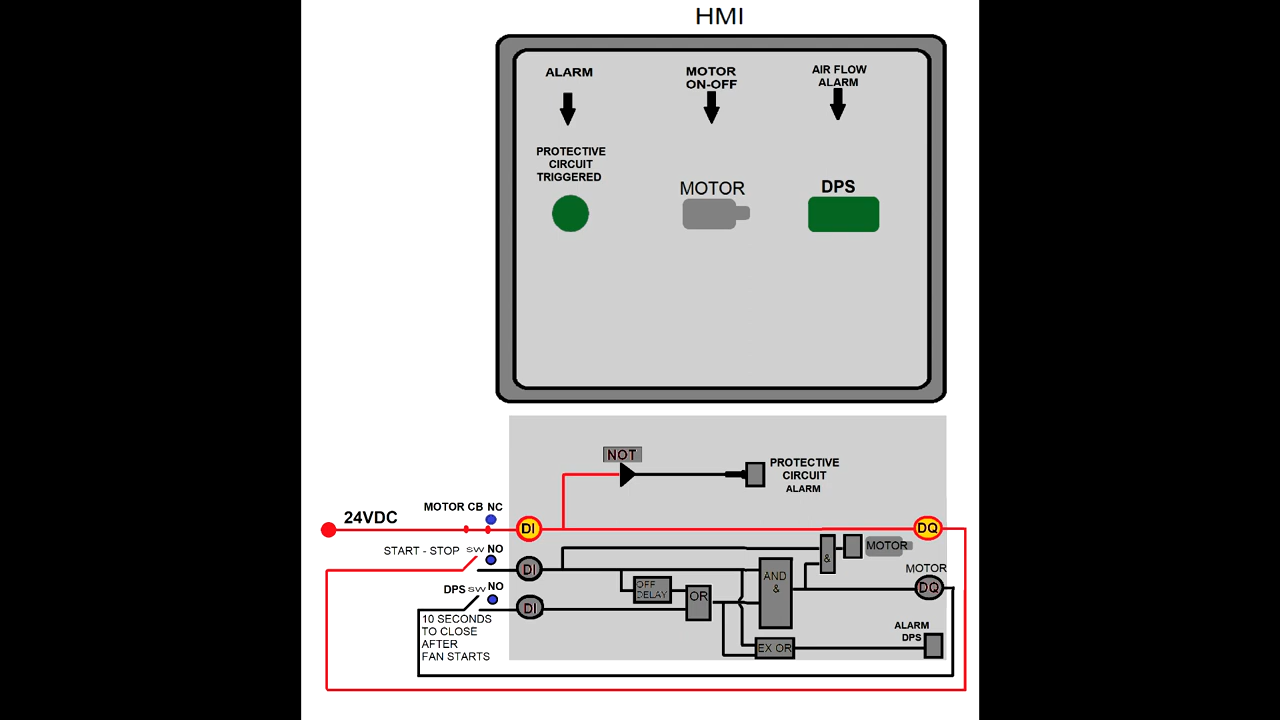 HMI
ALARM
MOTOR
ON-OFF
AIR FLOW
ALARM
PROTECTIVE
CIRCUIT
TRIGGERED
MOTOR
DPS
NOT
PROTECTIVE
CIRCUIT
ALARM
MOTOR CB NC
24VDC
DI
DQ
START - STOP SW NO
DI
&
MOTOR
MOTOR
DPS SW NO
OFF
DELAY
OR
AND
&
DQ
DI
10 SECONDS
TO CLOSE
AFTER
FAN STARTS
EX OR
ALARM
DPS